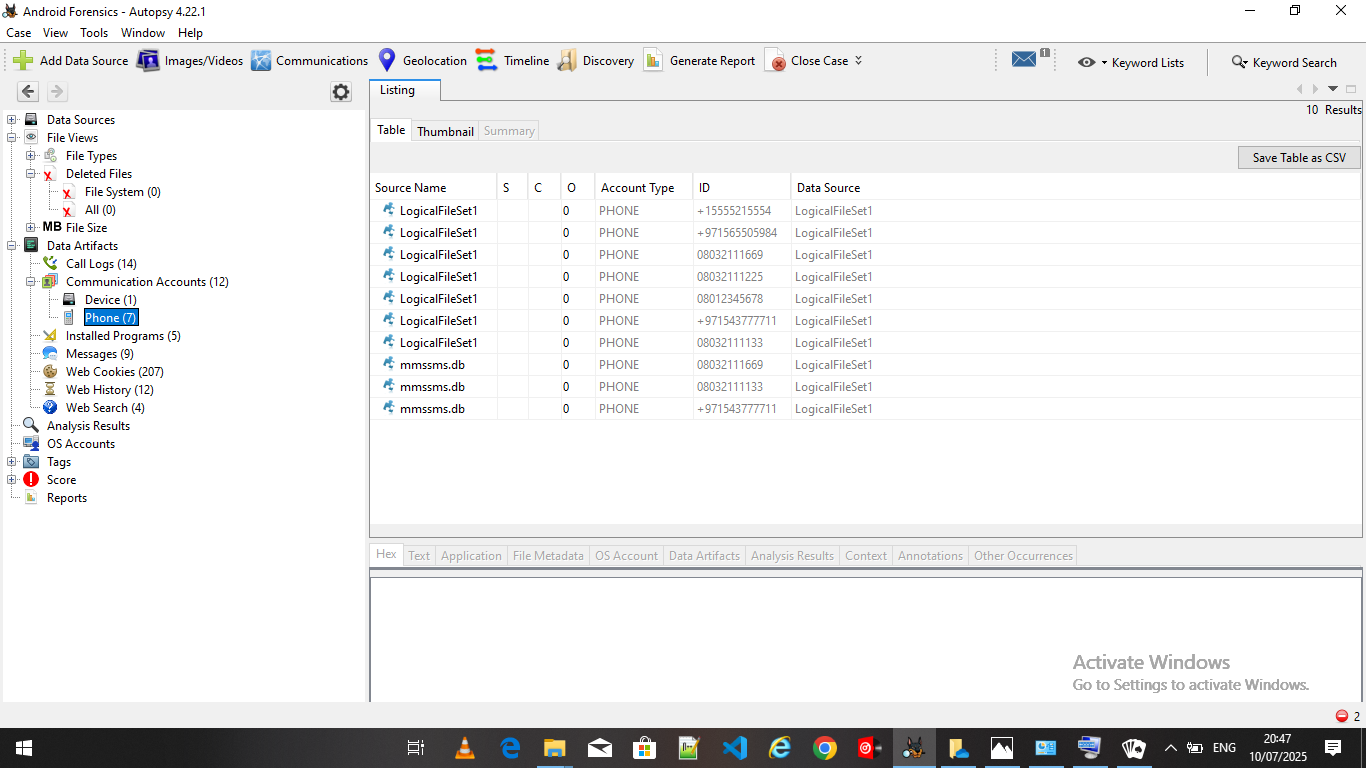 Android Forensics - Autopsy 4.22.1
Case View Tools Window Help
Add Data Source Images/Videos Communications Geolocation Timeline Discovery Generate Report Close Case 1 Keyword Lists Keyword Search
Listing
10 Results
Table Thumbnail Summary
Save Table as CSV
Data Sources
File Views
File Types
Deleted Files
File System (0)
All (0)
MB File Size
Data Artifacts
Call Logs (14)
Communication Accounts (12)
Device (1)
Phone (7)
Installed Programs (5)
Messages (9)
Web Cookies (207)
Web History (12)
Web Search (4)
Analysis Results
OS Accounts
Tags
Score
Reports
Source Name S C O Account Type ID Data Source
LogicalFileSet1 0 PHONE +15555215554 LogicalFileSet1
LogicalFileSet1 0 PHONE +971565505984 LogicalFileSet1
LogicalFileSet1 0 PHONE 08032111669 LogicalFileSet1
LogicalFileSet1 0 PHONE 08032111225 LogicalFileSet1
LogicalFileSet1 0 PHONE 08012345678 LogicalFileSet1
LogicalFileSet1 0 PHONE +971543777711 LogicalFileSet1
LogicalFileSet1 0 PHONE 08032111133 LogicalFileSet1
mmssms.db 0 PHONE 08032111669 LogicalFileSet1
mmssms.db 0 PHONE 08032111133 LogicalFileSet1
mmssms.db 0 PHONE +971543777711 LogicalFileSet1
Hex Text Application File Metadata OS Account Data Artifacts Analysis Results Context Annotations Other Occurrences
Activate Windows
Go to Settings to activate Windows.
2
ENG
20:47
10/07/2025